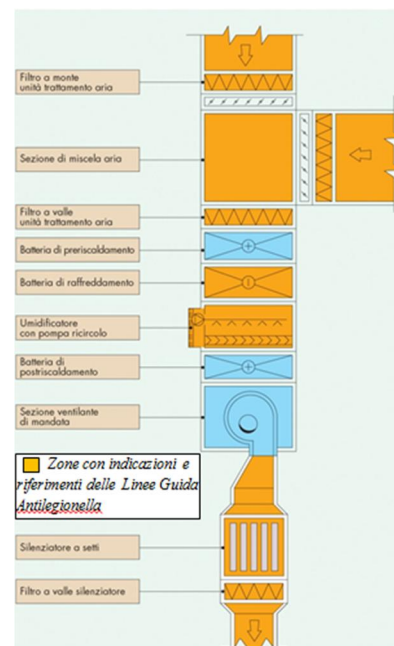 Filtro a monte
unità trattamento aria
Sezione di miscela aria
Filtro a valle
unità trattamento aria
Batteria di preriscaldamento
Batteria di raffreddamento
Umidificatore
con pompa ricircolo
Batteria di
postriscaldamento
Sezione ventilante
di mandata
Zone con indicazioni e
riferimenti delle Linee Guida
Antilegionella
Silenziatore a setti
Filtro a valle silenziatore